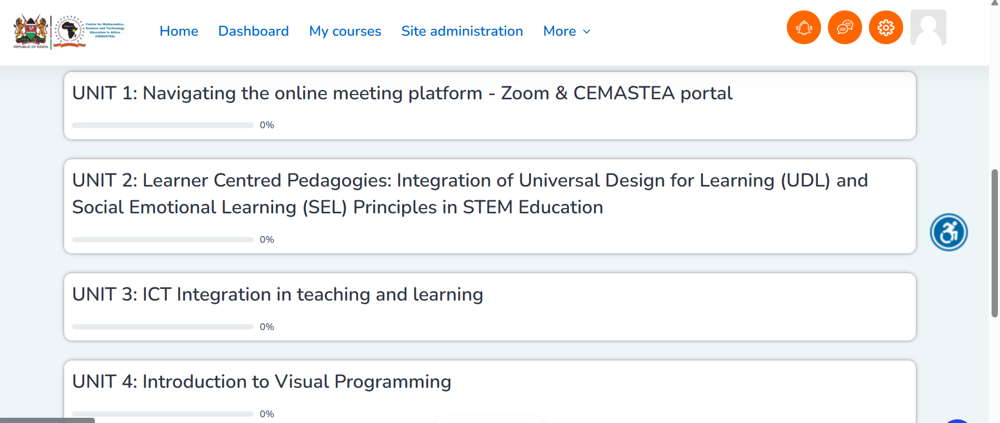 REPUBLIC OF KENYA
Centre for Mathematics,
Science and Technology
Education in Africa
(CEMASTEA)
Home Dashboard My courses Site administration More
UNIT 1: Navigating the online meeting platform - Zoom & CEMASTEA portal
0%
UNIT 2: Learner Centred Pedagogies: Integration of Universal Design for Learning (UDL) and
Social Emotional Learning (SEL) Principles in STEM Education
0%
UNIT 3: ICT Integration in teaching and learning
0%
UNIT 4: Introduction to Visual Programming
0%